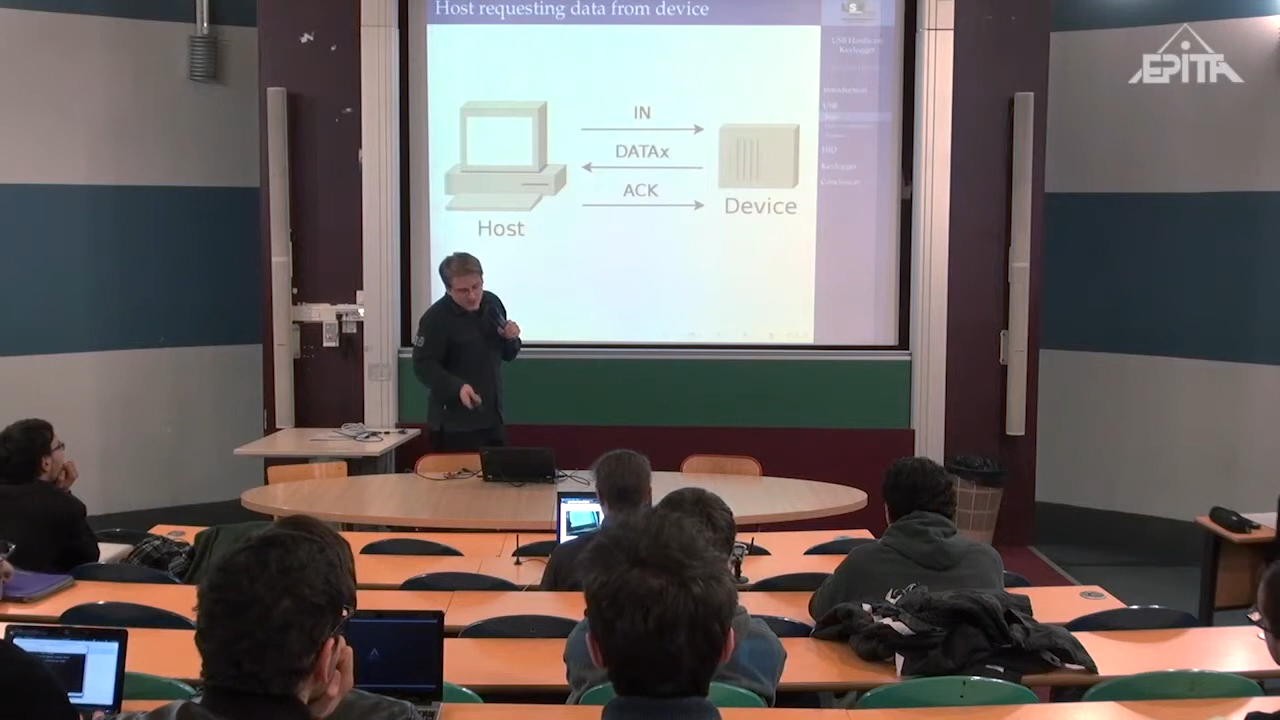 Host requesting data from device
USB Hardware
Keylogger
Introduction
USB
HID
Keylogger
Conclusion
IN
DATAx
ACK
Host
Device
EPITA